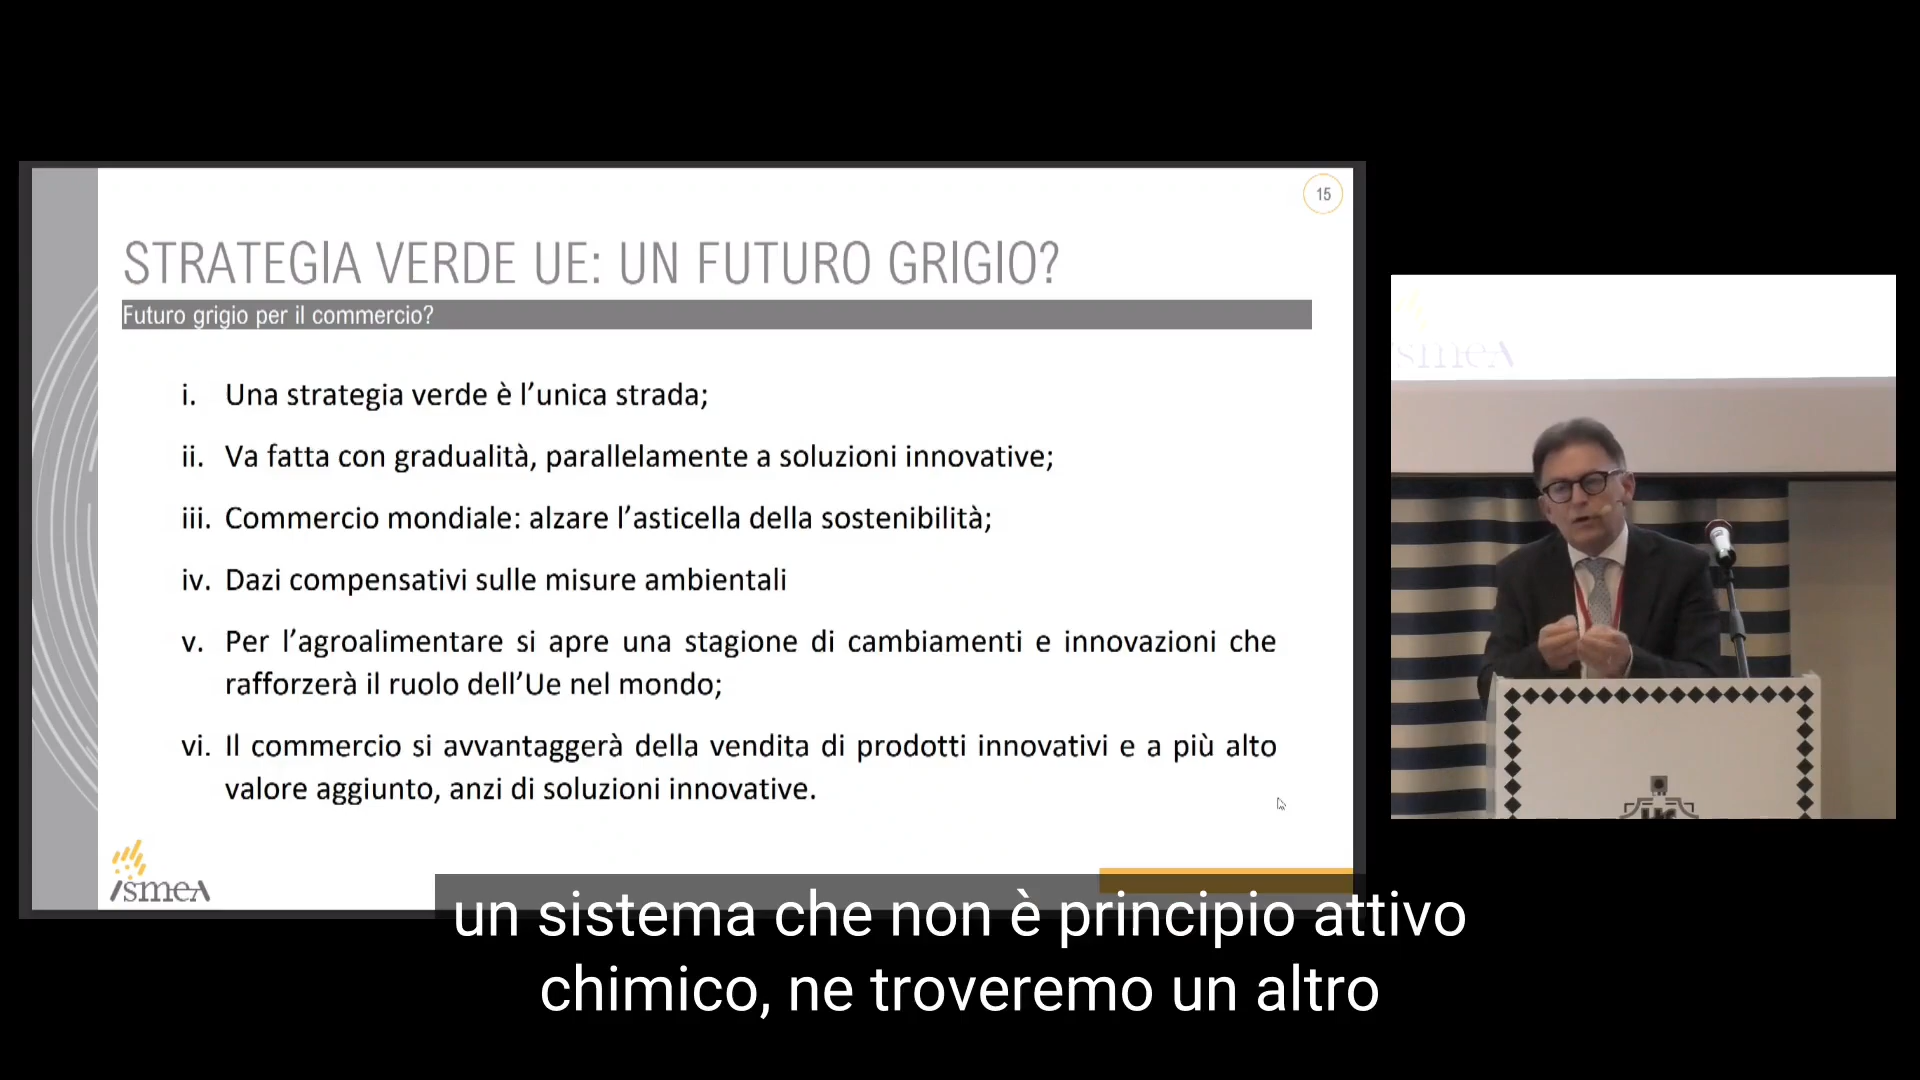 15
STRATEGIA VERDE UE: UN FUTURO GRIGIO?
Futuro grigio per il commercio?
i. Una strategia verde è l’unica strada;
ii. Va fatta con gradualità, parallelamente a soluzioni innovative;
iii. Commercio mondiale: alzare l’asticella della sostenibilità;
iv. Dazi compensativi sulle misure ambientali
v. Per l’agroalimentare si apre una stagione di cambiamenti e innovazioni che
rafforzerà il ruolo dell’Ue nel mondo;
vi. Il commercio si avvantaggerà della vendita di prodotti innovativi e a più alto
valore aggiunto, anzi di soluzioni innovative.
ismeA
smeA
un sistema che non è principio attivo
chimico, ne troveremo un altro